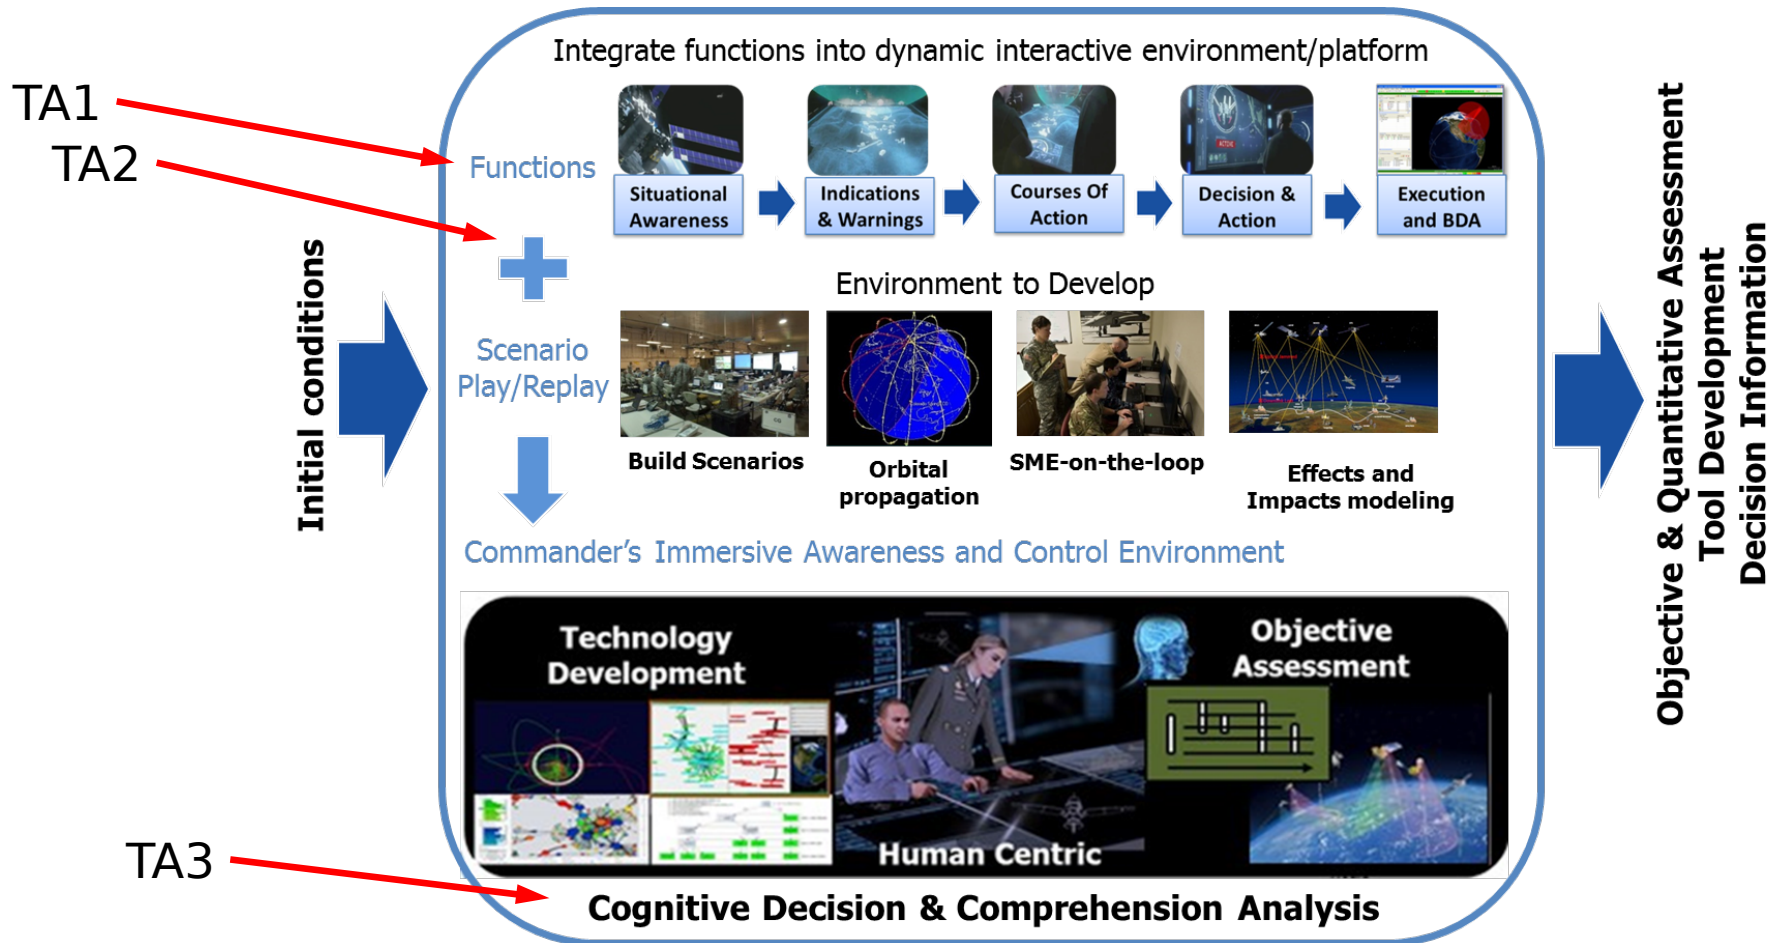 Integrate functions into dynamic interactive environment/platform
TA1
TA2
Functions
Situational
Awareness
Indications
& Warnings
Courses Of
Action
Decision &
Action
Execution
and BDA
Environment to Develop
Scenario
Play/Replay
Build Scenarios
Orbital
propagation
SME-on-the-loop
Effects and
Impacts modeling
Initial conditions
Commander's Immersive Awareness and Control Environment
Technology
Development
Objective
Assessment
Human Centric
TA3
Cognitive Decision & Comprehension Analysis
Objective & Quantitative Assessment
Tool Development
Decision Information